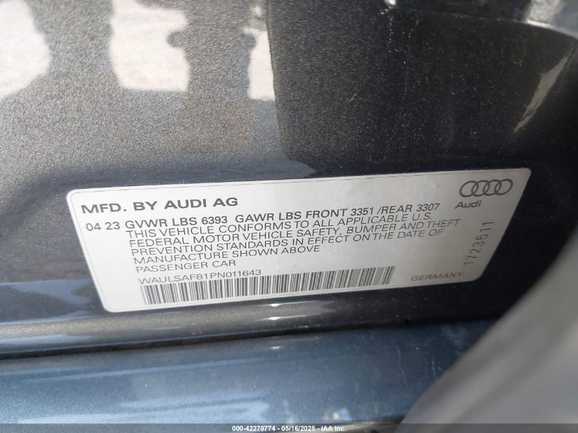 MFD. BY AUDI AG
04 23 GVWR LBS 6393 GAWR LBS FRONT 3351 /REAR 3307
THIS VEHICLE CONFORMS TO ALL APPLICABLE U.S.
FEDERAL MOTOR VEHICLE SAFETY, BUMPER AND THEFT
PREVENTION STANDARDS IN EFFECT ON THE DATE OF
MANUFACTURE SHOWN ABOVE
PASSENGER CAR
WAULSAF81PN011643
GERMANY
Audi
1723511
000-42279774 - 05/16/2025 - IAA, Inc.